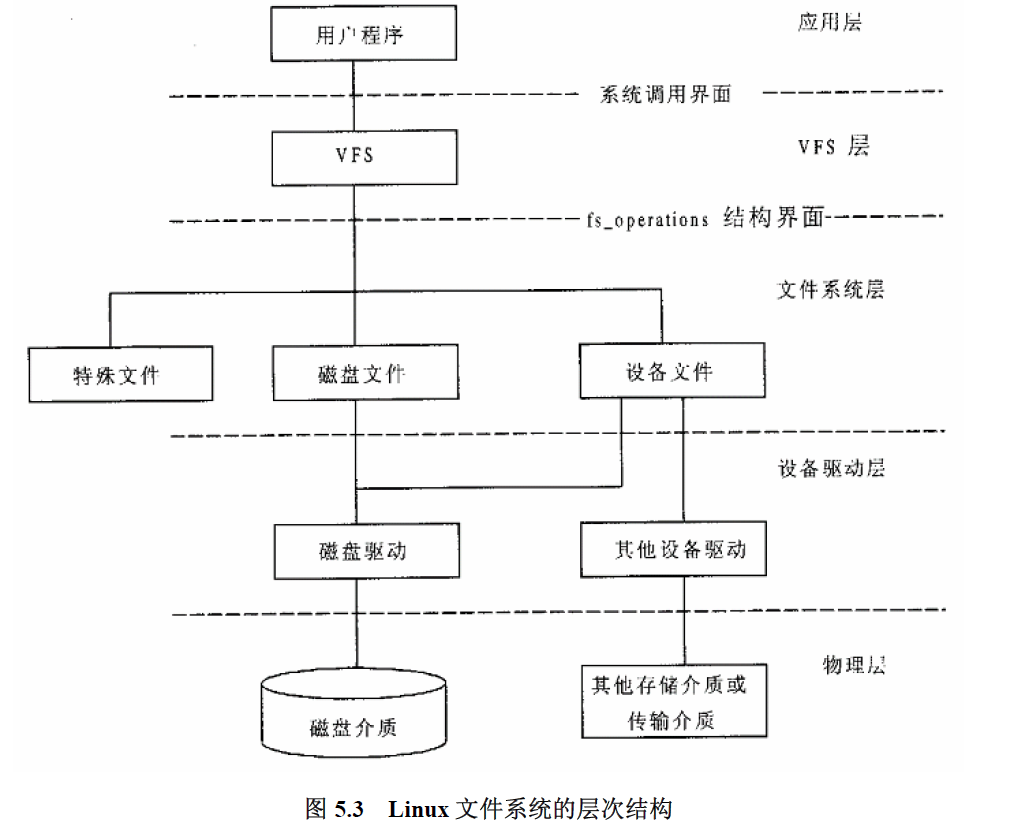 应用层
用户程序
系统调用界面
VFS
VFS 层
fs_operations 结构界面
文件系统层
特殊文件
磁盘文件
设备文件
设备驱动层
磁盘驱动
其他设备驱动
物理层
磁盘介质
其他存储介质或
传输介质
图 5.3 Linux 文件系统的层次结构